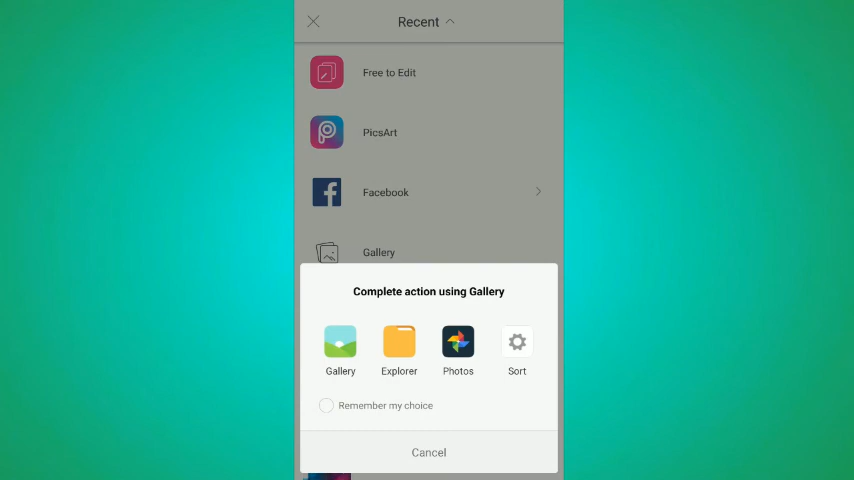 Recent
Free to Edit
PicsArt
Facebook
Gallery
Complete action using Gallery
Gallery Explorer Photos Sort
Remember my choice
Cancel